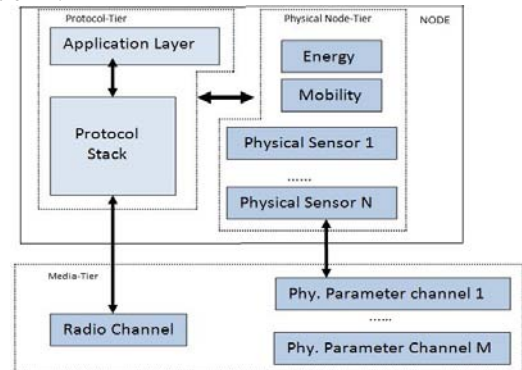 Protocol-Tier
Physical Node-Tier
NODE
Application Layer
Energy
Mobility
Protocol
Stack
Physical Sensor 1
......
Physical Sensor N
Media-Tier
Radio Channel
Phy. Parameter channel 1
......
Phy. Parameter Channel M